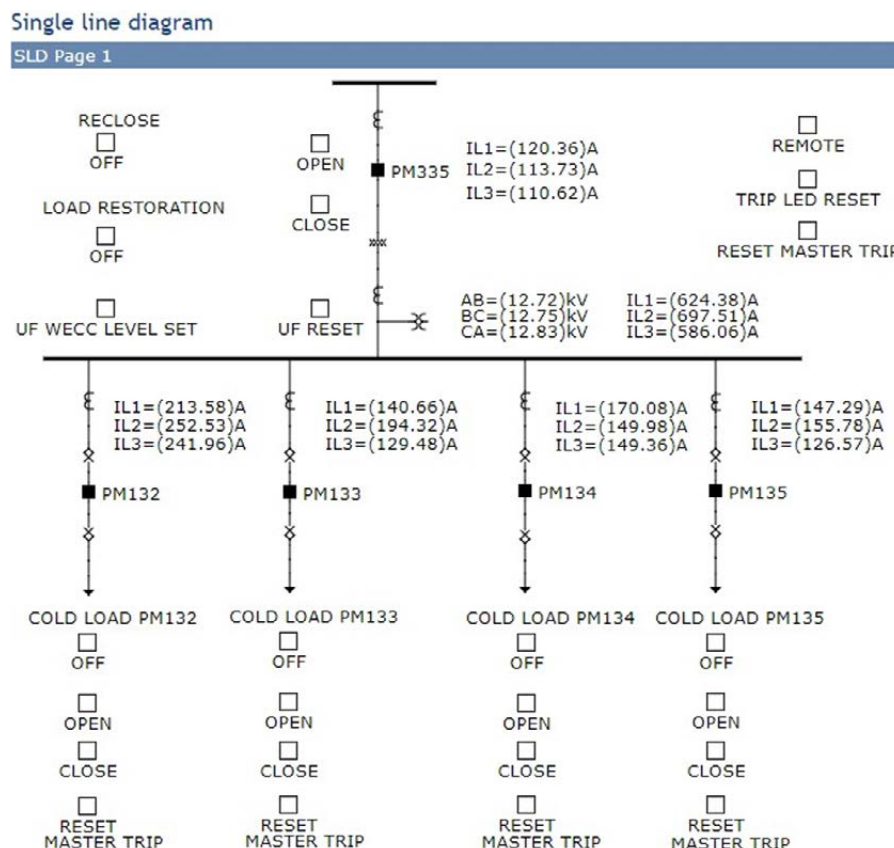 Single line diagram
SLD Page 1
RECLOSE
OFF
OPEN
PM335
IL1=(120.36)A
IL2=(113.73)A
IL3=(110.62)A
REMOTE
TRIP LED RESET
RESET MASTER TRIP
LOAD RESTORATION
OFF
CLOSE
UF WECC LEVEL SET
UF RESET
AB=(12.72)kV
BC=(12.75)kV
CA=(12.83)kV
IL1=(624.38)A
IL2=(697.51)A
IL3=(586.06)A
IL1=(213.58)A
IL2=(252.53)A
IL3=(241.96)A
PM132
IL1=(140.66)A
IL2=(194.32)A
IL3=(129.48)A
PM133
IL1=(170.08)A
IL2=(149.98)A
IL3=(149.36)A
PM134
IL1=(147.29)A
IL2=(155.78)A
IL3=(126.57)A
PM135
COLD LOAD PM132
OFF
OPEN
CLOSE
RESET
MASTER TRIP
COLD LOAD PM133
OFF
OPEN
CLOSE
RESET
MASTER TRIP
COLD LOAD PM134
OFF
OPEN
CLOSE
RESET
MASTER TRIP
COLD LOAD PM135
OFF
OPEN
CLOSE
RESET
MASTER TRIP